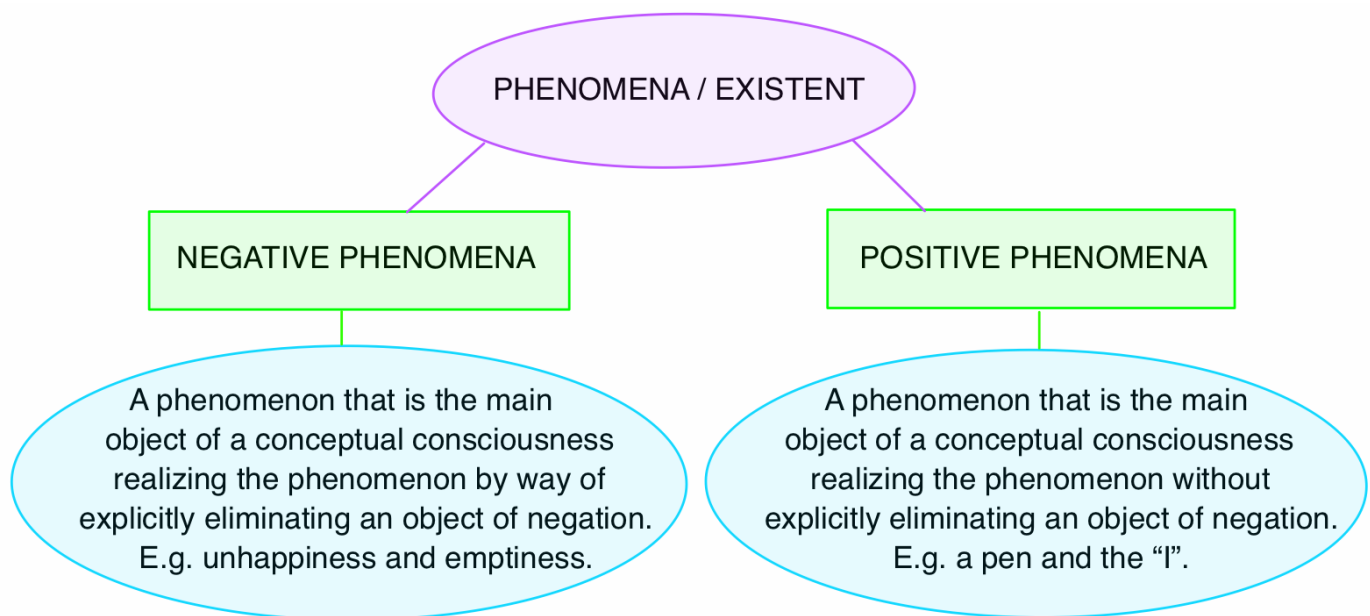 PHENOMENA / EXISTENT
NEGATIVE PHENOMENA
POSITIVE PHENOMENA
A phenomenon that is the main
object of a conceptual consciousness
realizing the phenomenon by way of
explicitly eliminating an object of negation.
E.g. unhappiness and emptiness.
A phenomenon that is the main
object of a conceptual consciousness
realizing the phenomenon without
explicitly eliminating an object of negation.
E.g. a pen and the “I”.